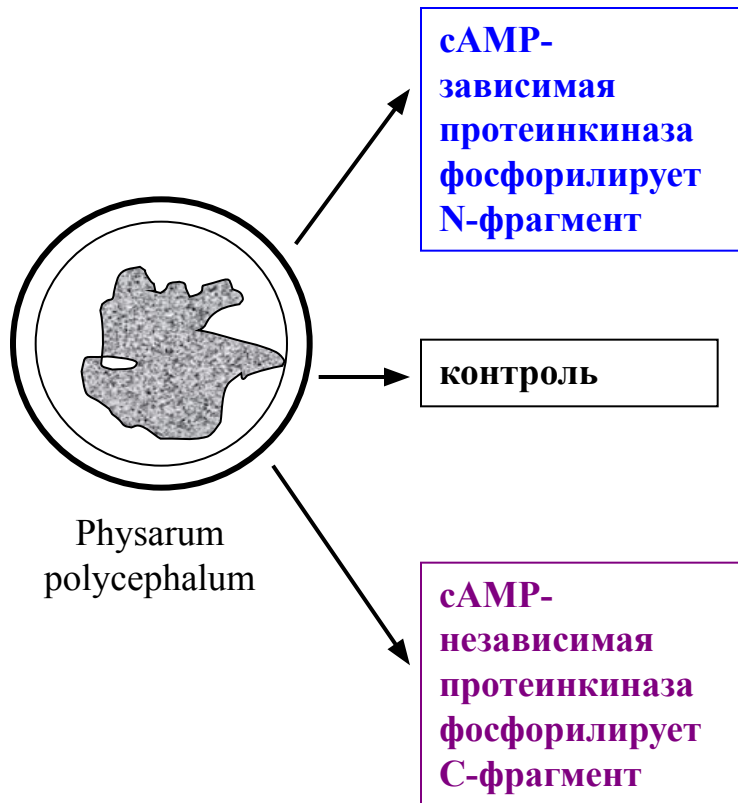 cAMP-
зависимая
протеинкиназа
фосфорилирует
N-фрагмент
контроль
Physarum
polycephalum
cAMP-
независимая
протеинкиназа
фосфорилирует
С-фрагмент